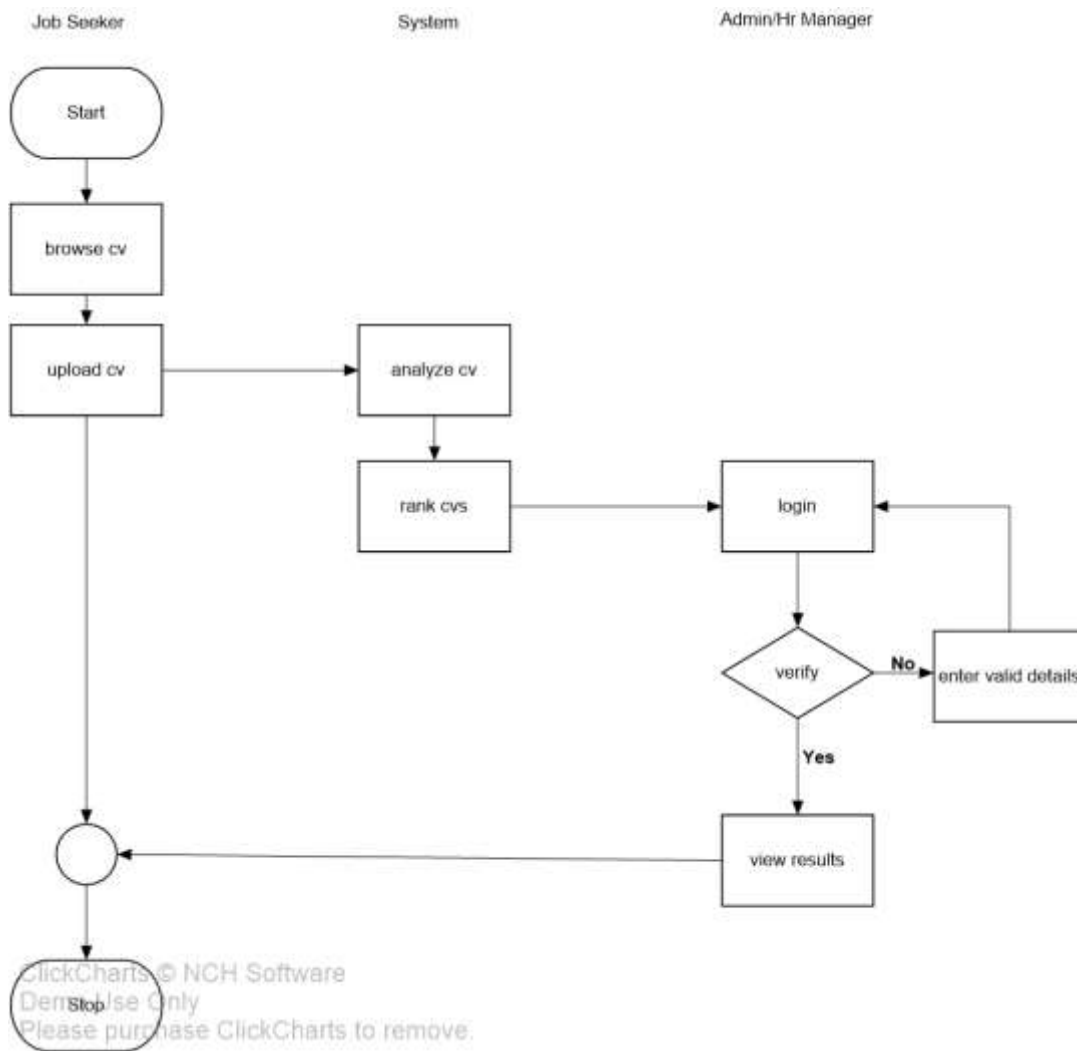 Job Seeker
System
Admin/Hr Manager
Start
browse cv
upload cv
analyze cv
rank cvs
login
verify
No
enter valid details
Yes
view results
ClickCharts © NCH Software
Demo Use Only
Stop
Please purchase ClickCharts to remove.